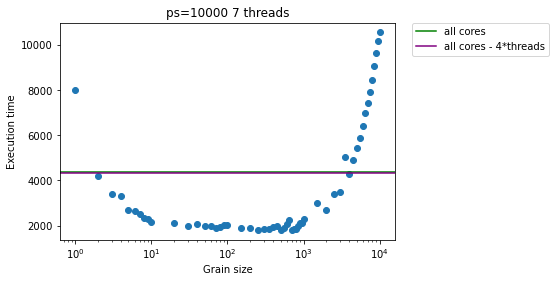 ps=10000 7 threads
all cores
all cores - 4*threads
10000
8000
6000
4000
2000
Execution time
10^0
10^1
10^2
10^3
10^4
Grain size